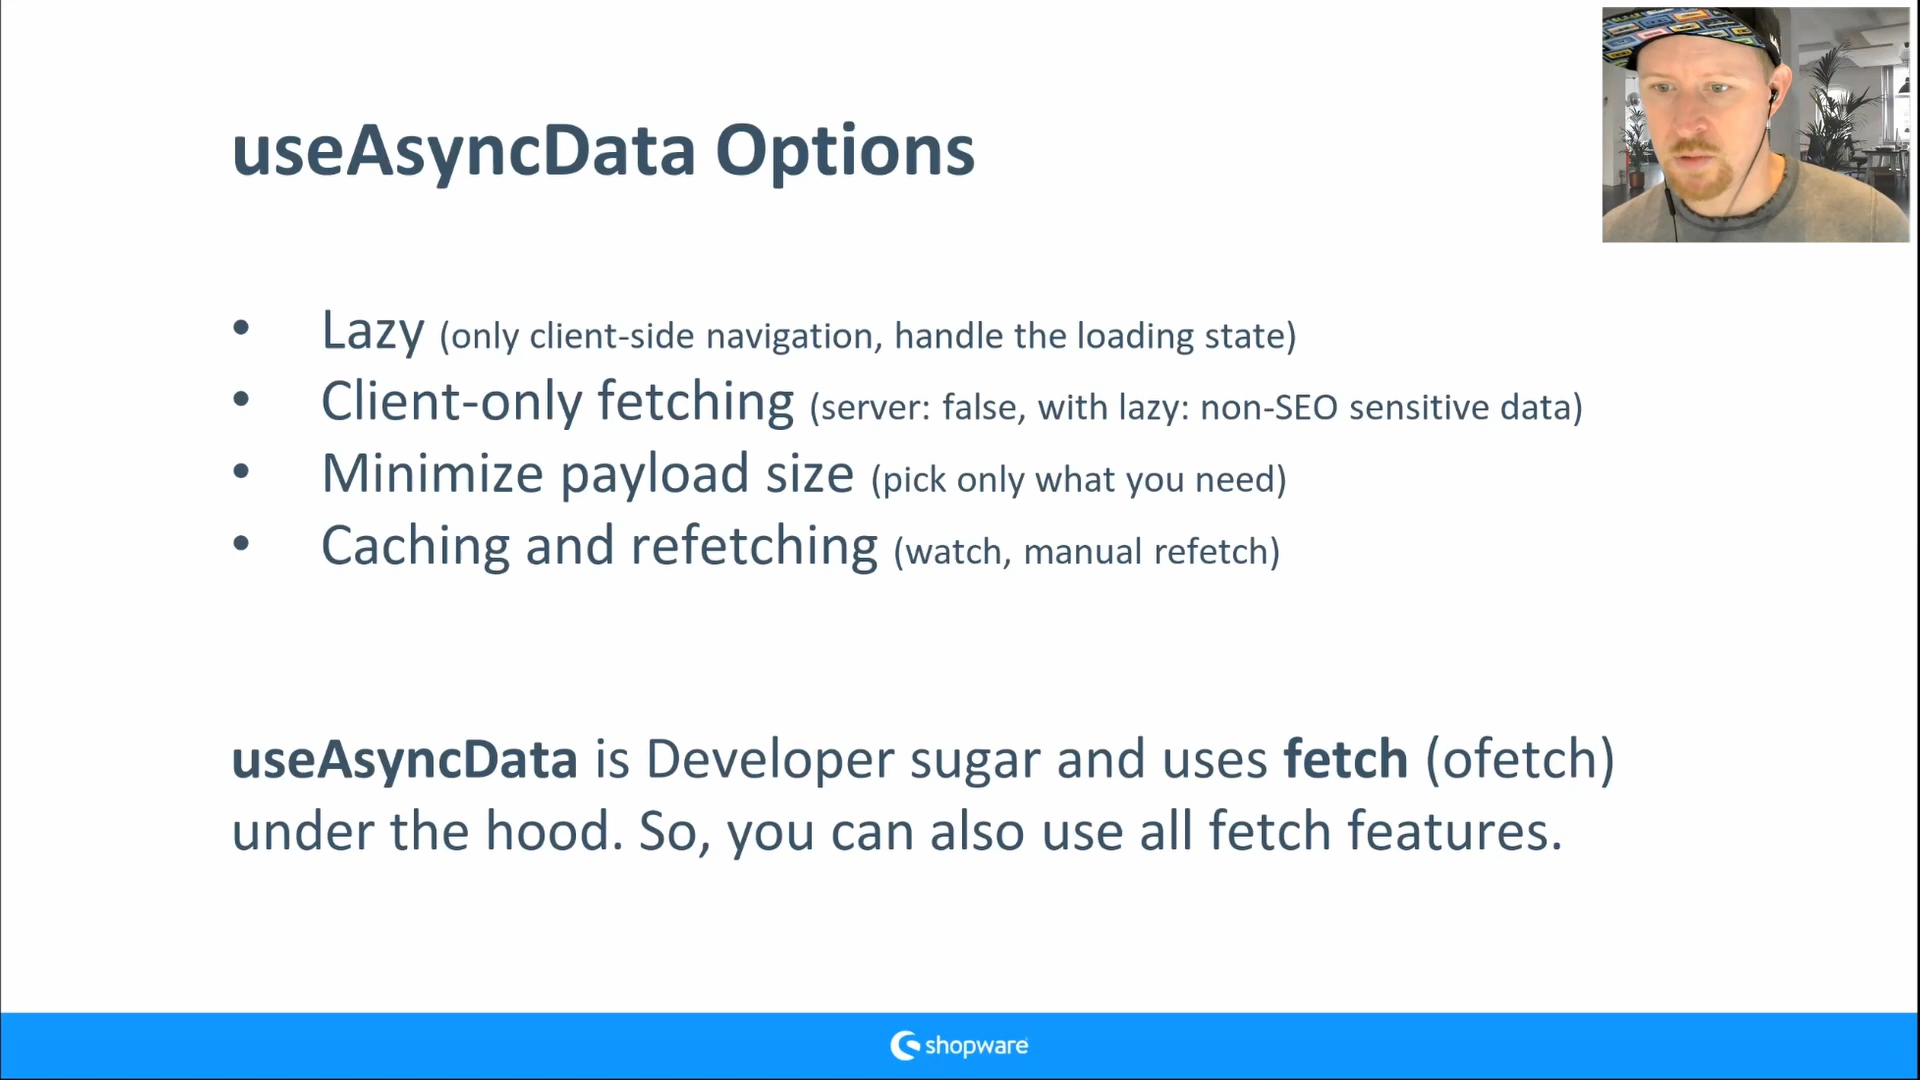 useAsyncData Options
• Lazy (only client-side navigation, handle the loading state)
• Client-only fetching (server: false, with lazy: non-SEO sensitive data)
• Minimize payload size (pick only what you need)
• Caching and refetching (watch, manual refetch)
useAsyncData is Developer sugar and uses fetch (ofetch)
under the hood. So, you can also use all fetch features.
shopware